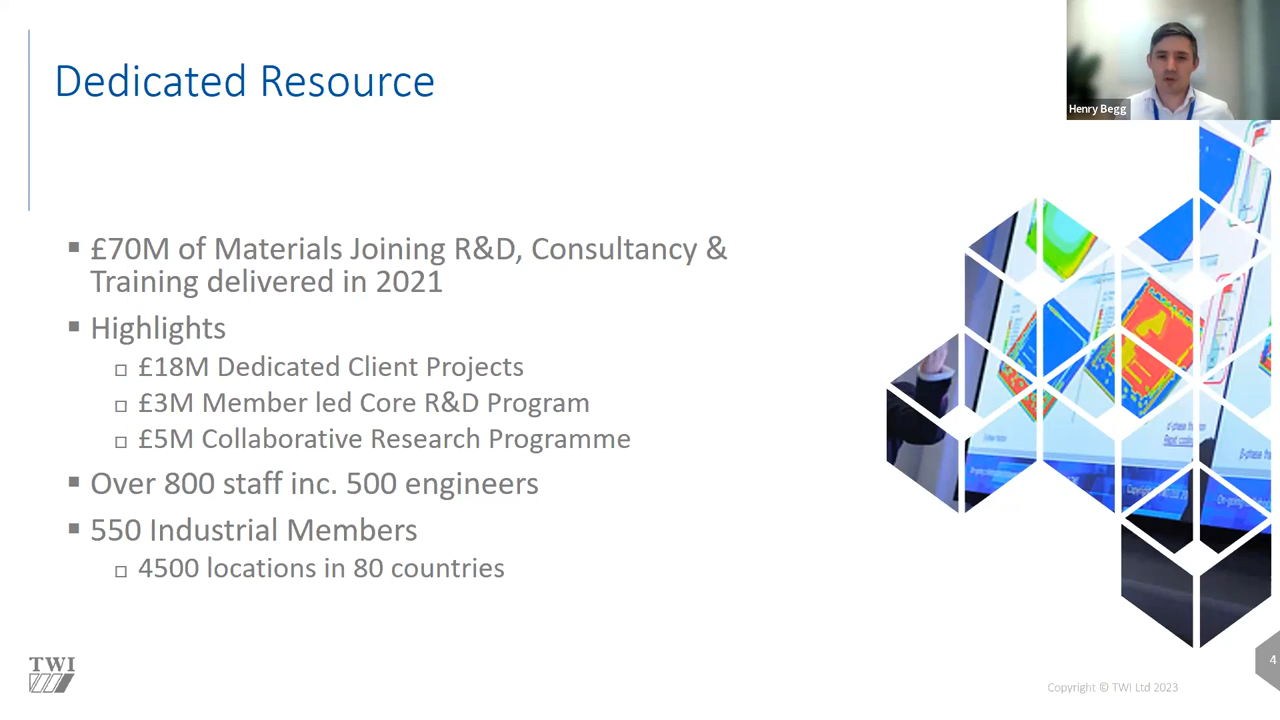 Dedicated Resource
Henry Begg
£70M of Materials Joining R&D, Consultancy &
Training delivered in 2021
Highlights
£18M Dedicated Client Projects
£3M Member led Core R&D Program
£5M Collaborative Research Programme
Over 800 staff inc. 500 engineers
550 Industrial Members
4500 locations in 80 countries
TWI
Copyright © TWI Ltd 2023
4